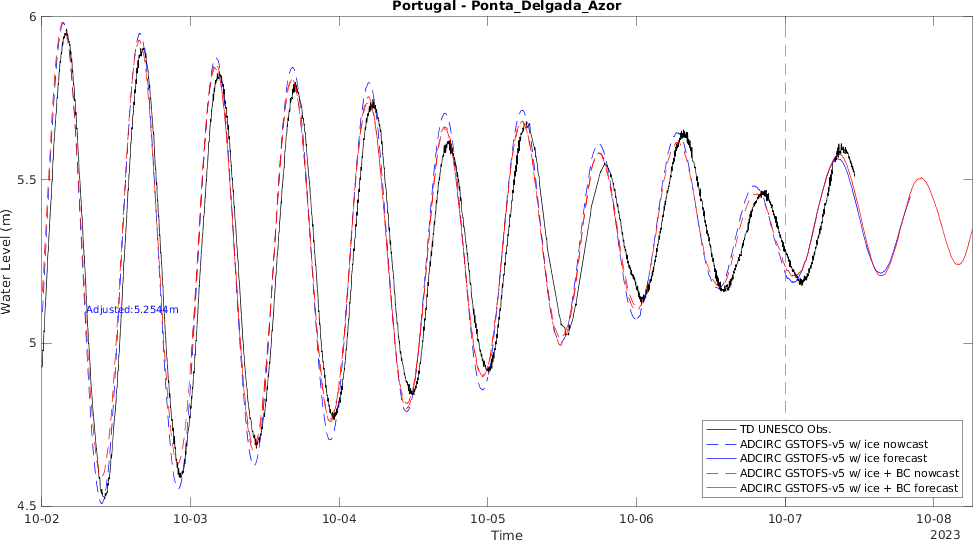 Portugal - Ponta_Delgada_Azor
6
5.5
5
4.5
Water Level (m)
Adjusted:5.2544m
TD UNESCO Obs.
ADCIRC GSTOFS-v5 w/ ice nowcast
ADCIRC GSTOFS-v5 w/ ice forecast
ADCIRC GSTOFS-v5 w/ ice + BC nowcast
ADCIRC GSTOFS-v5 w/ ice + BC forecast
10-02 10-03 10-04 10-05 10-06 10-07 10-08
Time
2023